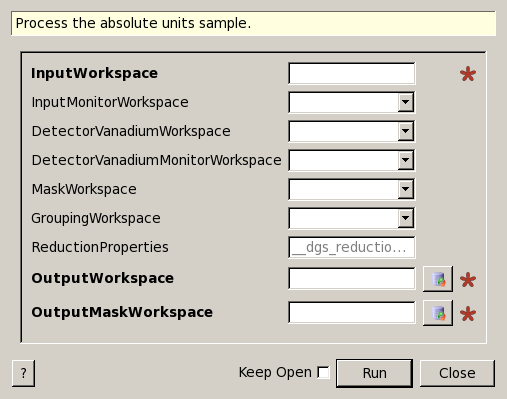 Process the absolute units sample.
InputWorkspace
InputMonitorWorkspace
DetectorVanadiumWorkspace
DetectorVanadiumMonitorWorkspace
MaskWorkspace
GroupingWorkspace
ReductionProperties __dgs_reductio...
OutputWorkspace
OutputMaskWorkspace
? Keep Open Run Close